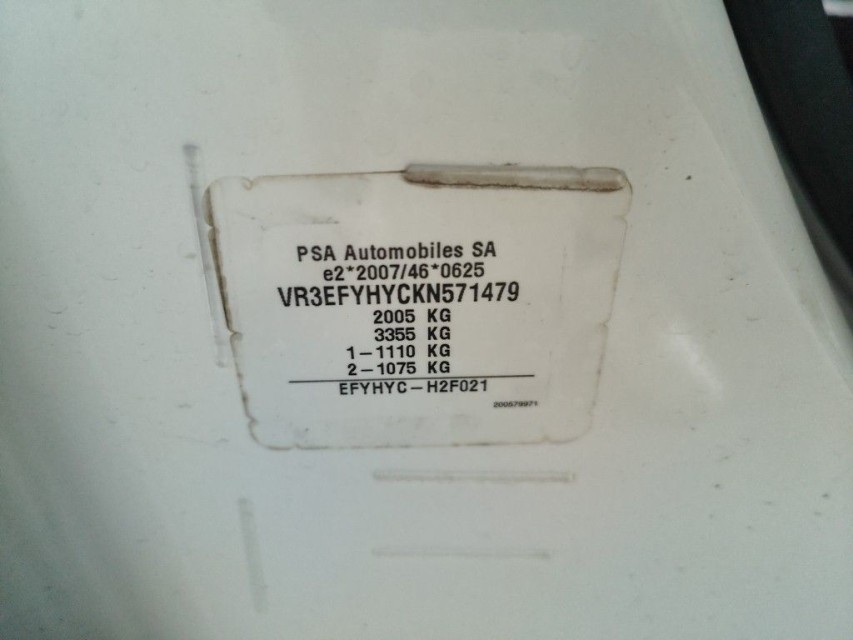 PSA Automobiles SA
e2*2007/46*0625
VR3EFYHYCKN571479
2005 KG
3355 KG
1-1110 KG
2-1075 KG
EFYHYC-H2F021
200579971